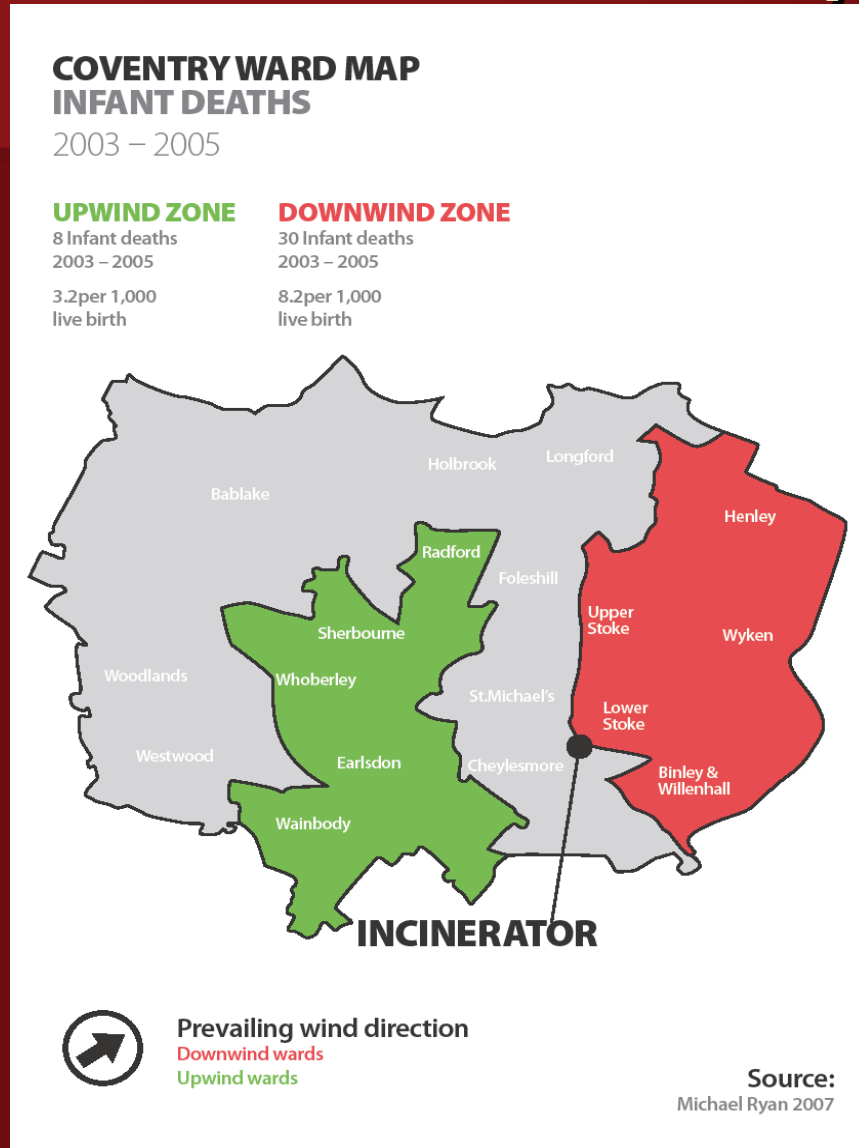 COVENTRY WARD MAP
INFANT DEATHS
2003 – 2005
UPWIND ZONE
8 Infant deaths
2003 – 2005
3.2per 1,000
live birth
DOWNWIND ZONE
30 Infant deaths
2003 – 2005
8.2per 1,000
live birth
Longford
Holbrook
Bablake
Henley
Radford
Foleshill
Upper
Stoke
Sherbourne
Wyken
Woodlands
Whoberley
St.Michael's
Lower
Stoke
Westwood
Earlsdon
Cheylesmore
Binley &
Willenhall
Wainbody
INCINERATOR
Prevailing wind direction
Downwind wards
Upwind wards
Source:
Michael Ryan 2007